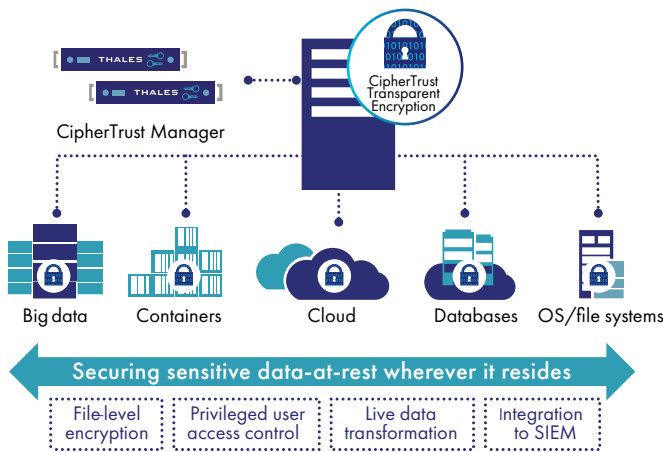 THALES
THALES
CipherTrust Manager
CipherTrust
Transparent
Encryption
Big data
Containers
Cloud
Databases
OS/file systems
Securing sensitive data-at-rest wherever it resides
File-level
encryption
Privileged user
access control
Live data
transformation
Integration
to SIEM